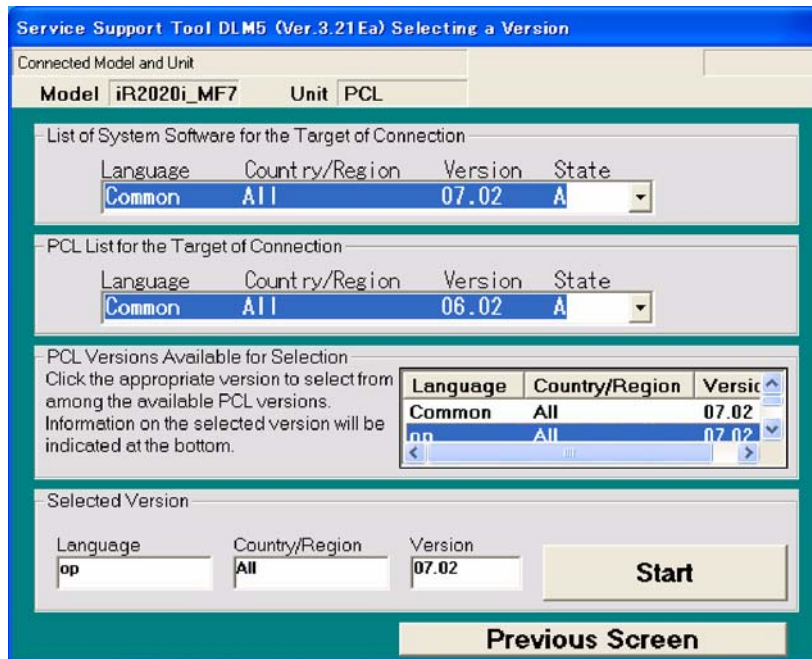 Service Support Tool DLM5 (Ver.3.21Ea) Selecting a Version
Connected Model and Unit
Model iR2020i_MF7 Unit PCL
List of System Software for the Target of Connection
Language Country/Region Version State
Common All 07.02 A
PCL List for the Target of Connection
Language Country/Region Version State
Common All 06.02 A
PCL Versions Available for Selection
Click the appropriate version to select from
among the available PCL versions.
Information on the selected version will be
indicated at the bottom.
Language Country/Region Versic
Common All 07.02
op All 07.02
Selected Version
Language Country/Region Version
op All 07.02
Start
Previous Screen